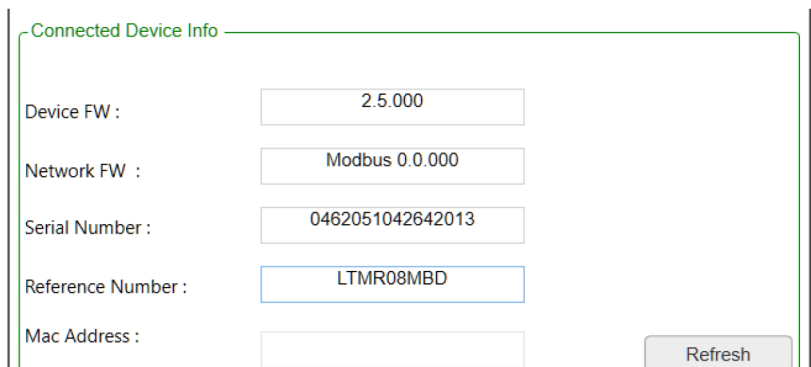 Connected Device Info
Device FW : 2.5.000
Network FW : Modbus 0.0.000
Serial Number : 0462051042642013
Reference Number : LTMR08MBD
Mac Address :
Refresh